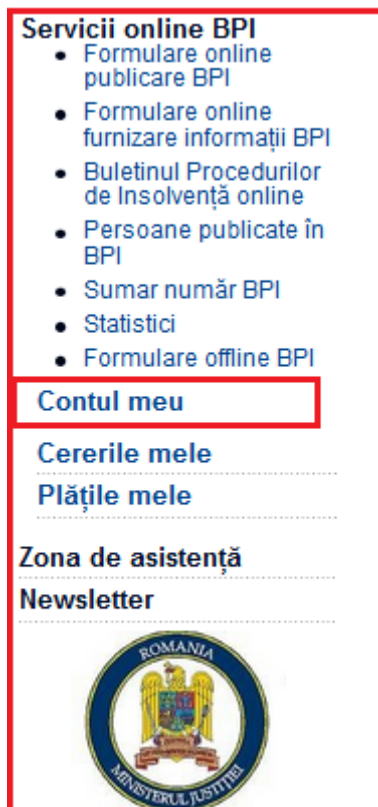 Servicii online BPI
Formulare online
publicare BPI
Formulare online
furnizare informații BPI
Buletinul Procedurilor
de Insolvență online
Persoane publicate în
BPI
Sumar număr BPI
Statistici
Formulare offline BPI
Contul meu
Cererile mele
Plățile mele
Zona de asistență
Newsletter
ROMANIA
MINISTERUL JUSTIȚIEI